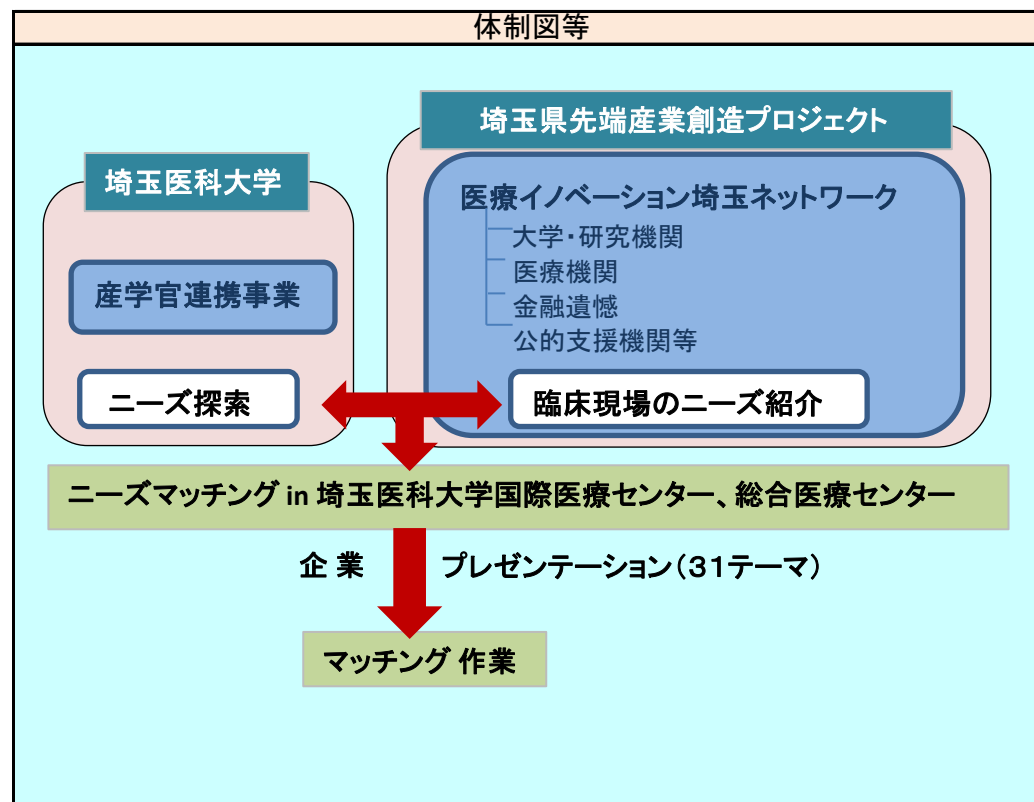 体制図等
埼玉県先端産業創造プロジェクト
埼玉医科大学
医療イノベーション埼玉ネットワーク
大学・研究機関
医療機関
金融遺憾
公的支援機関等
産学官連携事業
ニーズ探索
臨床現場のニーズ紹介
ニーズマッチング in 埼玉医科大学国際医療センター、総合医療センター
企 業 プレゼンテーション（３１テーマ）
マッチング 作業